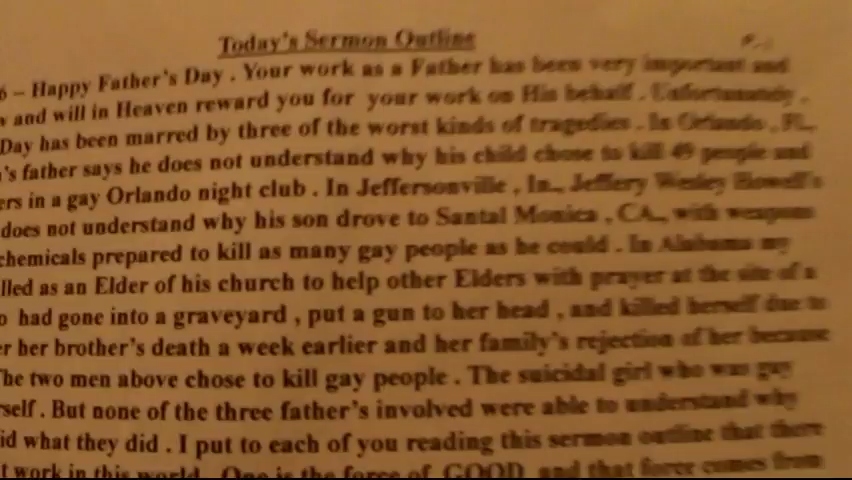 Today's Sermon Outline
6 – Happy Father's Day . Your work as a Father has been very important and
and will in Heaven reward you for your work on His behalf . Unfortunately ,
Day has been marred by three of the worst kinds of tragedies . In Orlando , FL.,
's father says he does not understand why his child chose to kill 49 people and
ers in a gay Orlando night club . In Jeffersonville , In., Jeffery Wesley Howell's
does not understand why his son drove to Santal Monica , CA., with weapons
chemicals prepared to kill as many gay people as he could . In Alabama my
lled as an Elder of his church to help other Elders with prayer at the site of a
o had gone into a graveyard , put a gun to her head , and killed herself due to
er her brother's death a week earlier and her family's rejection of her because
The two men above chose to kill gay people . The suicidal girl who was gay
rself . But none of the three father's involved were able to understand why
id what they did . I put to each of you reading this sermon outline that there
t work in this world . One is the force of GOOD and that force comes from